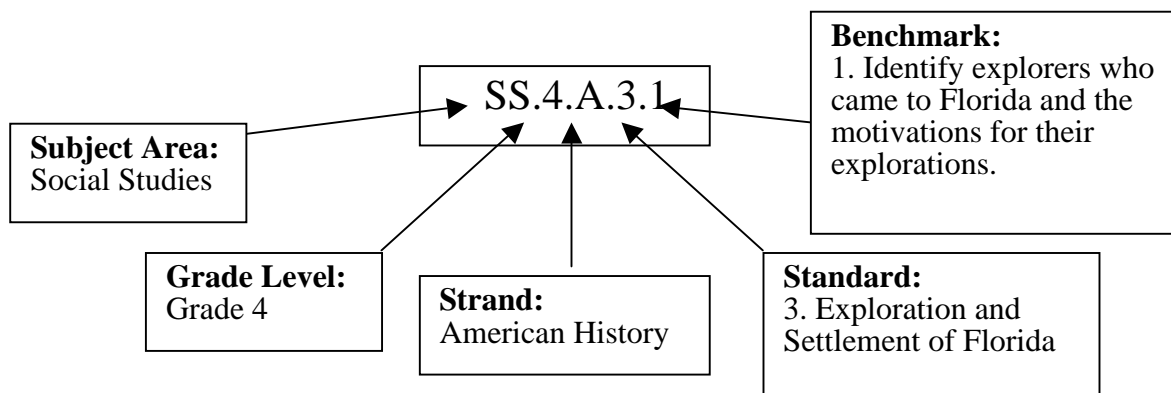 SS.4.A.3.1
Benchmark:
1. Identify explorers who
came to Florida and the
motivations for their
explorations.
Subject Area:
Social Studies
Grade Level:
Grade 4
Strand:
American History
Standard:
3. Exploration and
Settlement of Florida